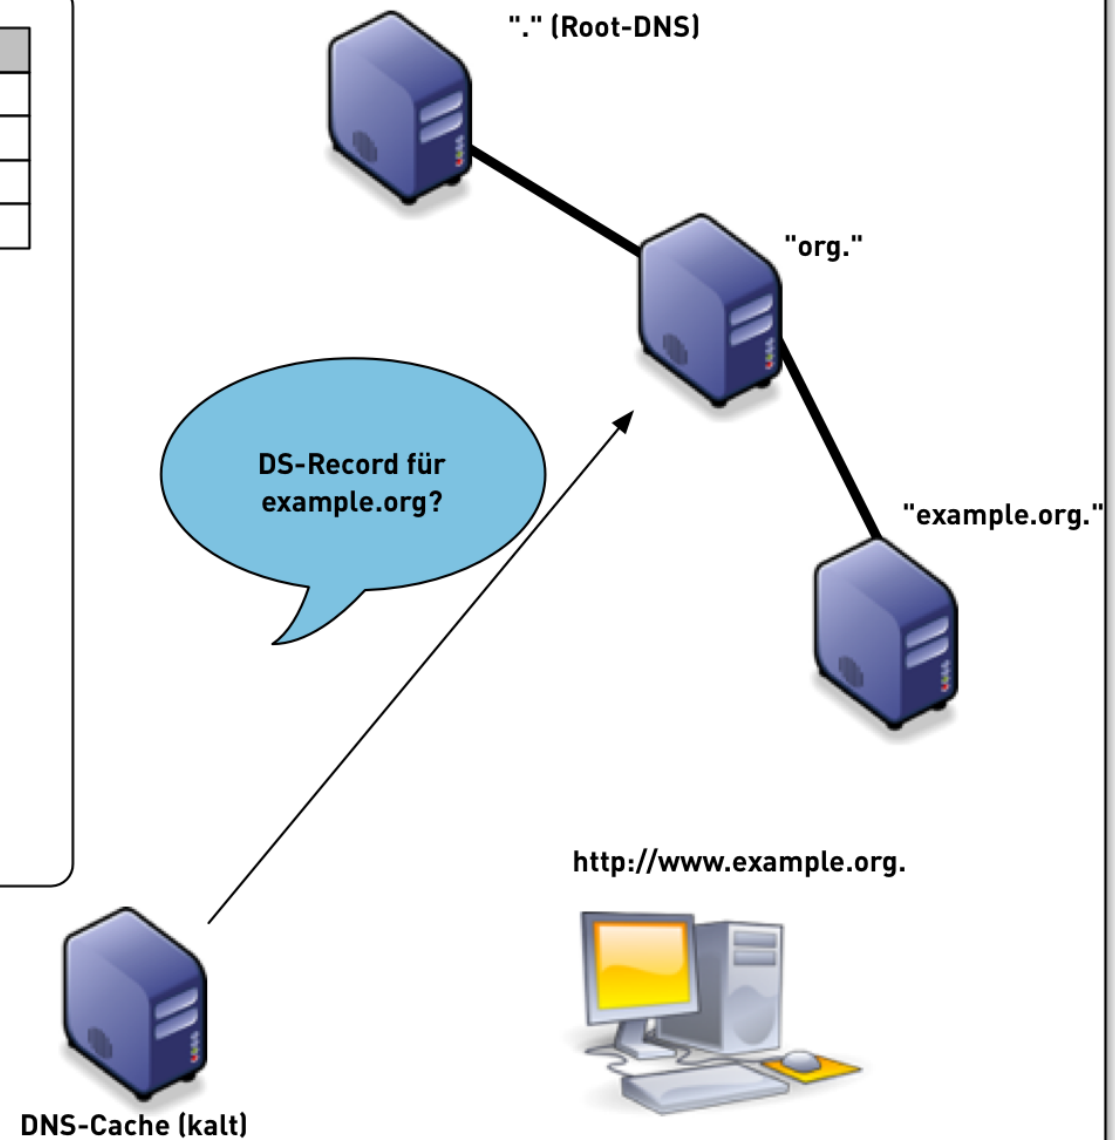 "." (Root-DNS)
"org."
DS-Record für
example.org?
"example.org."
http://www.example.org.
DNS-Cache (kalt)